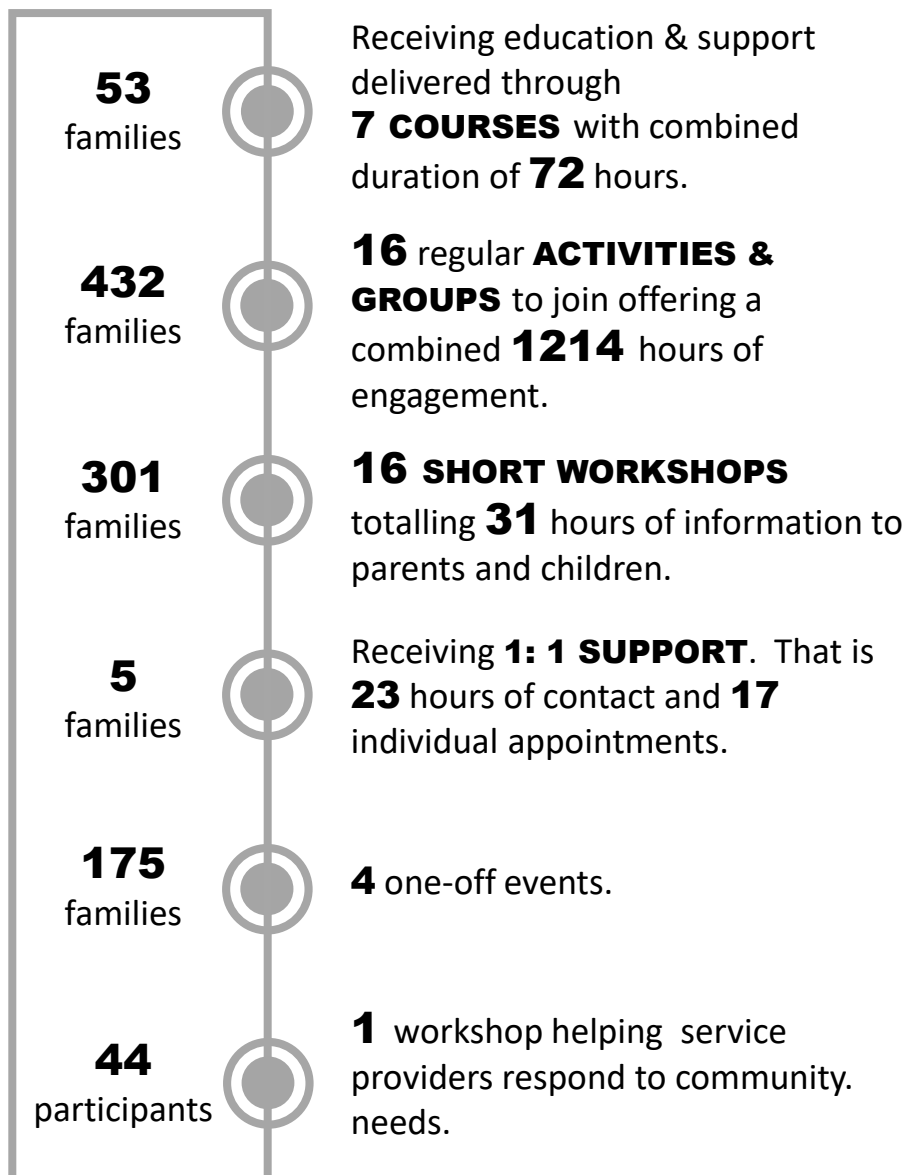 53
families
Receiving education & support
delivered through
7 COURSES with combined
duration of 72 hours.
432
families
16 regular ACTIVITIES &
GROUPS to join offering a
combined 1214 hours of
engagement.
301
families
16 SHORT WORKSHOPS
totalling 31 hours of information to
parents and children.
5
families
Receiving 1: 1 SUPPORT. That is
23 hours of contact and 17
individual appointments.
175
families
4 one-off events.
44
participants
1 workshop helping service
providers respond to community.
needs.